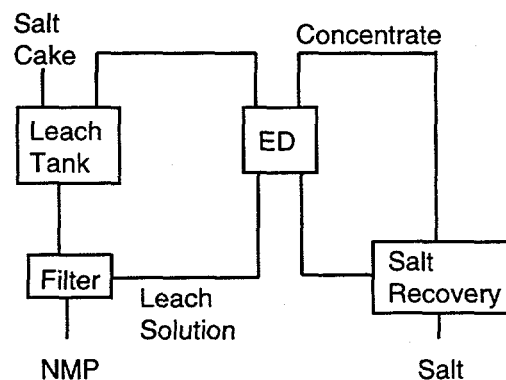 Salt
Cake
Concentrate
Leach
Tank
ED
Filter
Leach
Solution
Salt
Recovery
NMP
Salt